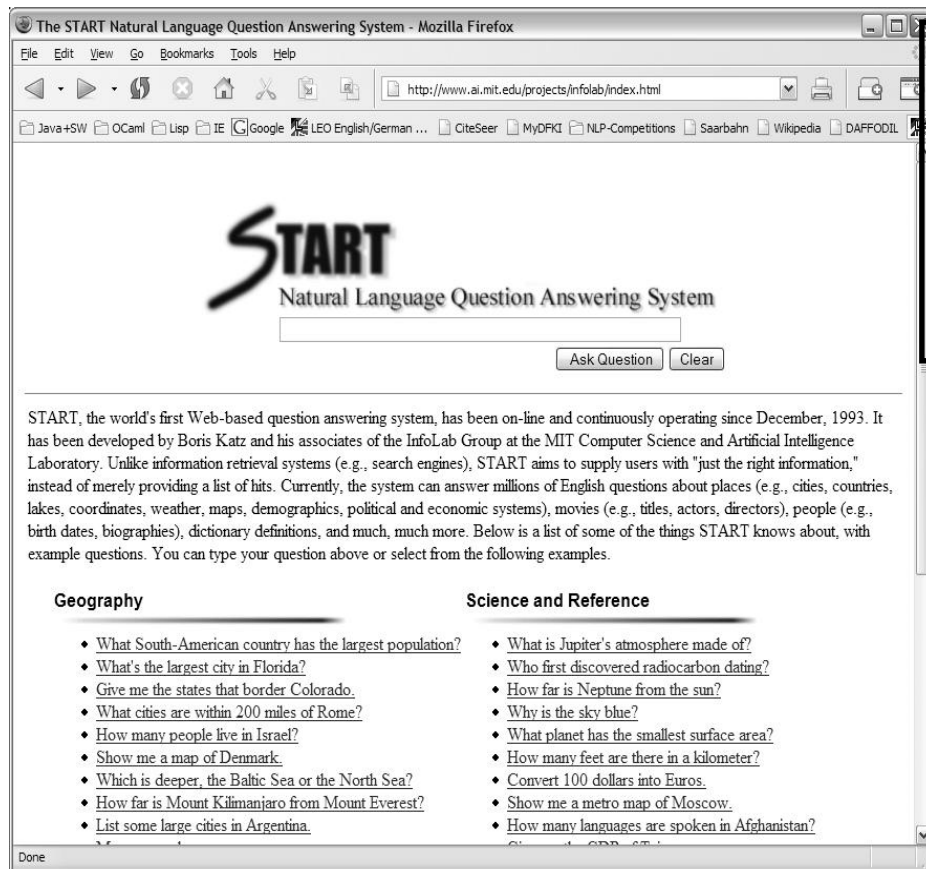 The START Natural Language Question Answering System - Mozilla Firefox
File Edit View Go Bookmarks Tools Help
http://www.ai.mit.edu/projects/infolab/index.html
Java+SW OCaml Lisp IE Google LEO English/German ... CiteSeer MyDFKI NLP-Competitions Saarbahn Wikipedia DAFFODIL
START
Natural Language Question Answering System
Ask Question Clear
START, the world's first Web-based question answering system, has been on-line and continuously operating since December, 1993. It
has been developed by Boris Katz and his associates of the InfoLab Group at the MIT Computer Science and Artificial Intelligence
Laboratory. Unlike information retrieval systems (e.g., search engines), START aims to supply users with "just the right information,"
instead of merely providing a list of hits. Currently, the system can answer millions of English questions about places (e.g., cities, countries,
lakes, coordinates, weather, maps, demographics, political and economic systems), movies (e.g., titles, actors, directors), people (e.g.,
birth dates, biographies), dictionary definitions, and much, much more. Below is a list of some of the things START knows about, with
example questions. You can type your question above or select from the following examples.
Geography
What South-American country has the largest population?
What's the largest city in Florida?
Give me the states that border Colorado.
What cities are within 200 miles of Rome?
How many people live in Israel?
Show me a map of Denmark.
Which is deeper, the Baltic Sea or the North Sea?
How far is Mount Kilimanjaro from Mount Everest?
List some large cities in Argentina.
Science and Reference
What is Jupiter's atmosphere made of?
Who first discovered radiocarbon dating?
How far is Neptune from the sun?
Why is the sky blue?
What planet has the smallest surface area?
How many feet are there in a kilometer?
Convert 100 dollars into Euros.
Show me a metro map of Moscow.
How many languages are spoken in Afghanistan?
Done